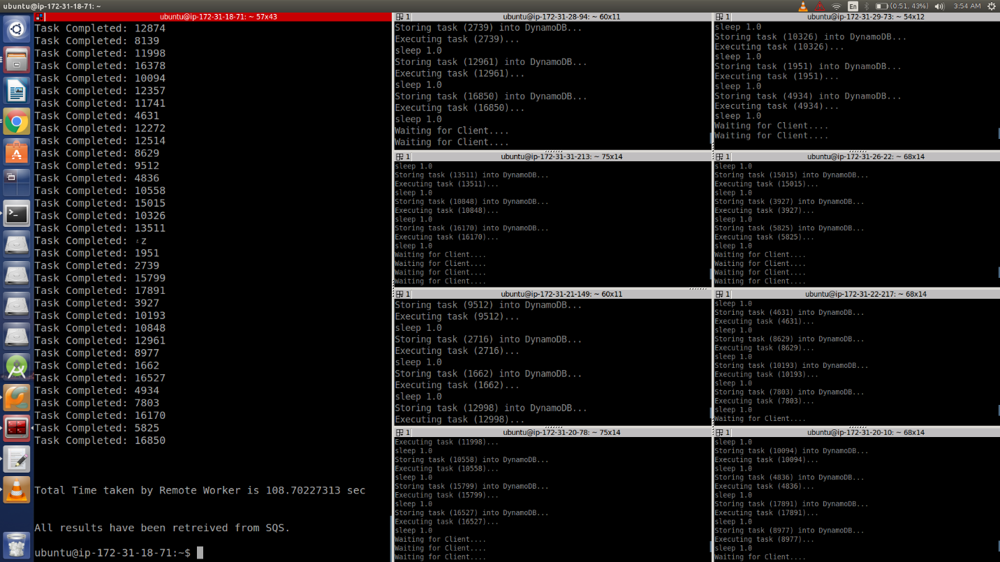 ubuntu@ip-172-31-18-71: ~
En
(0:51, 43%)
3:54 AM
ubuntu@ip-172-31-18-71: ~ 57x43
Task Completed: 12874
Task Completed: 8139
Task Completed: 11998
Task Completed: 16378
Task Completed: 10094
Task Completed: 12357
Task Completed: 11741
Task Completed: 4631
Task Completed: 12272
Task Completed: 12514
Task Completed: 8629
Task Completed: 9512
Task Completed: 4836
Task Completed: 10558
Task Completed: 15015
Task Completed: 10326
Task Completed: 13511
Task Completed: z
Task Completed: 1951
Task Completed: 2739
Task Completed: 15799
Task Completed: 17891
Task Completed: 3927
Task Completed: 10193
Task Completed: 10848
Task Completed: 12961
Task Completed: 8977
Task Completed: 1662
Task Completed: 16527
Task Completed: 4934
Task Completed: 7803
Task Completed: 16170
Task Completed: 5825
Task Completed: 16850
Total Time taken by Remote Worker is 108.70227313 sec
All results have been retreived from SQS.
ubuntu@ip-172-31-18-71:~$
1
ubuntu@ip-172-31-28-94: ~ 60x11
Storing task (2739) into DynamoDB...
Executing task (2739)...
sleep 1.0
Storing task (12961) into DynamoDB...
Executing task (12961)...
sleep 1.0
Storing task (16850) into DynamoDB...
Executing task (16850)...
sleep 1.0
Waiting for Client....
Waiting for Client....
1
ubuntu@ip-172-31-29-73: ~ 54x12
sleep 1.0
Storing task (10326) into DynamoDB...
Executing task (10326)...
sleep 1.0
Storing task (1951) into DynamoDB...
Executing task (1951)...
sleep 1.0
Storing task (4934) into DynamoDB...
Executing task (4934)...
sleep 1.0
Waiting for Client....
Waiting for Client....
1
ubuntu@ip-172-31-31-213: ~ 75x14
sleep 1.0
Storing task (13511) into DynamoDB...
Executing task (13511)...
sleep 1.0
Storing task (10848) into DynamoDB...
Executing task (10848)...
sleep 1.0
Storing task (16170) into DynamoDB...
Executing task (16170)...
sleep 1.0
Waiting for Client....
Waiting for Client....
Waiting for Client....
Waiting for Client....
1
ubuntu@ip-172-31-26-22: ~ 68x14
sleep 1.0
Storing task (15015) into DynamoDB...
Executing task (15015)...
sleep 1.0
Storing task (3927) into DynamoDB...
Executing task (3927)...
sleep 1.0
Storing task (5825) into DynamoDB...
Executing task (5825)...
sleep 1.0
Waiting for Client....
Waiting for Client....
Waiting for Client....
Waiting for Client....
1
ubuntu@ip-172-31-21-149: ~ 60x11
Storing task (9512) into DynamoDB...
Executing task (9512)...
sleep 1.0
Storing task (2716) into DynamoDB...
Executing task (2716)...
sleep 1.0
Storing task (1662) into DynamoDB...
Executing task (1662)...
sleep 1.0
Storing task (12998) into DynamoDB...
Executing task (12998)...
1
ubuntu@ip-172-31-22-217: ~ 68x14
sleep 1.0
Storing task (4631) into DynamoDB...
Executing task (4631)...
sleep 1.0
Storing task (8629) into DynamoDB...
Executing task (8629)...
sleep 1.0
Storing task (10193) into DynamoDB...
Executing task (10193)...
sleep 1.0
Storing task (7803) into DynamoDB...
Executing task (7803)...
sleep 1.0
Waiting for Client....
1
ubuntu@ip-172-31-20-78: ~ 75x14
Executing task (11998)...
sleep 1.0
Storing task (10558) into DynamoDB...
Executing task (10558)...
sleep 1.0
Storing task (15799) into DynamoDB...
Executing task (15799)...
sleep 1.0
Storing task (16527) into DynamoDB...
Executing task (16527)...
sleep 1.0
Waiting for Client....
Waiting for Client....
Waiting for Client....
1
ubuntu@ip-172-31-20-10: ~ 68x14
sleep 1.0
Storing task (10094) into DynamoDB...
Executing task (10094)...
sleep 1.0
Storing task (4836) into DynamoDB...
Executing task (4836)...
sleep 1.0
Storing task (17891) into DynamoDB...
Executing task (17891)...
sleep 1.0
Storing task (8977) into DynamoDB...
Executing task (8977)...
sleep 1.0
Waiting for Client....